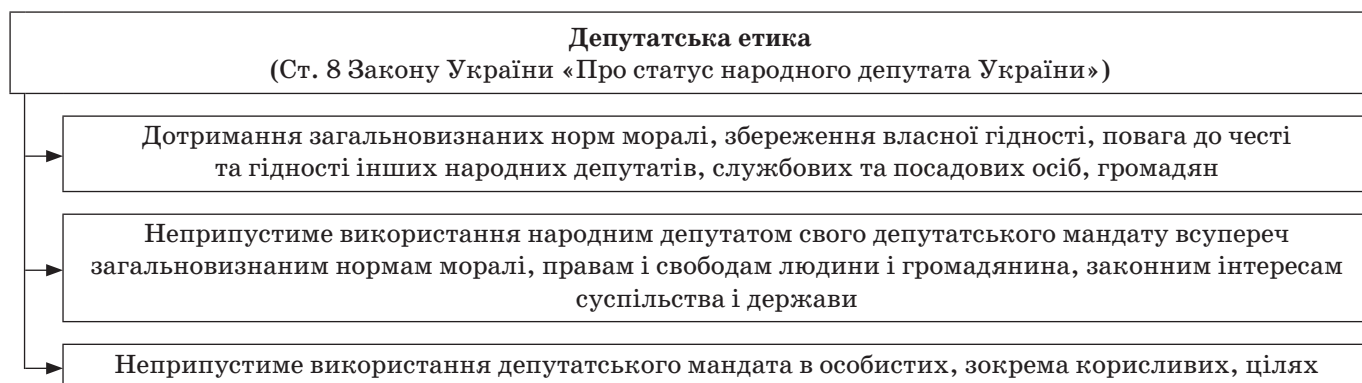 Депутатська етика
(Ст. 8 Закону України «Про статус народного депутата України»)
Дотримання загальновизнаних норм моралі, збереження власної гідності, повага до честі
та гідності інших народних депутатів, службових та посадових осіб, громадян
Неприпустиме використання народним депутатом свого депутатського мандату всупереч
загальновизнаним нормам моралі, правам і свободам людини і громадянина, законним інтересам
суспільства і держави
Неприпустиме використання депутатського мандата в особистих, зокрема корисливих, цілях